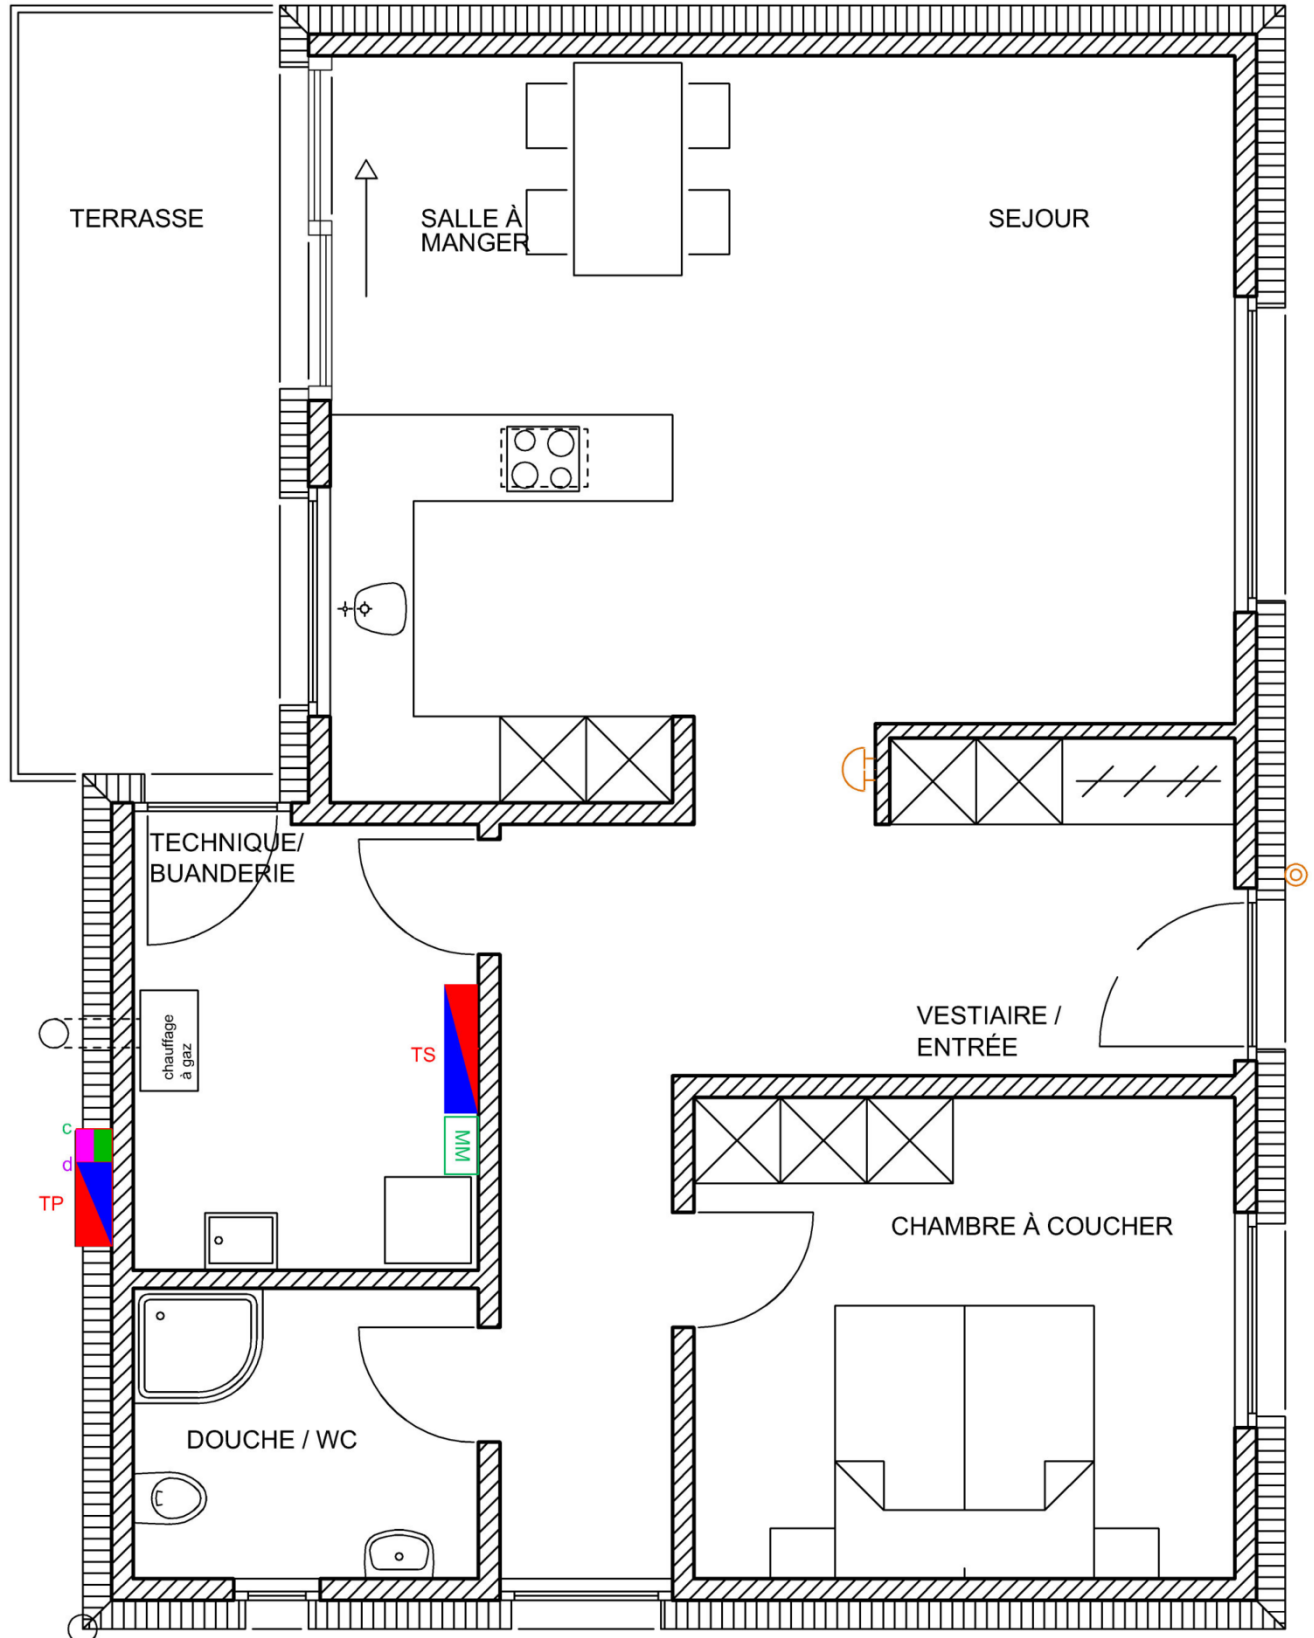 TERRASSE
SALLE À
MANGER
SEJOUR
TECHNIQUE/
BUANDERIE
chauffage
à gaz
TS
MM
c
d
TP
VESTIAIRE /
ENTRÉE
CHAMBRE À COUCHER
DOUCHE / WC